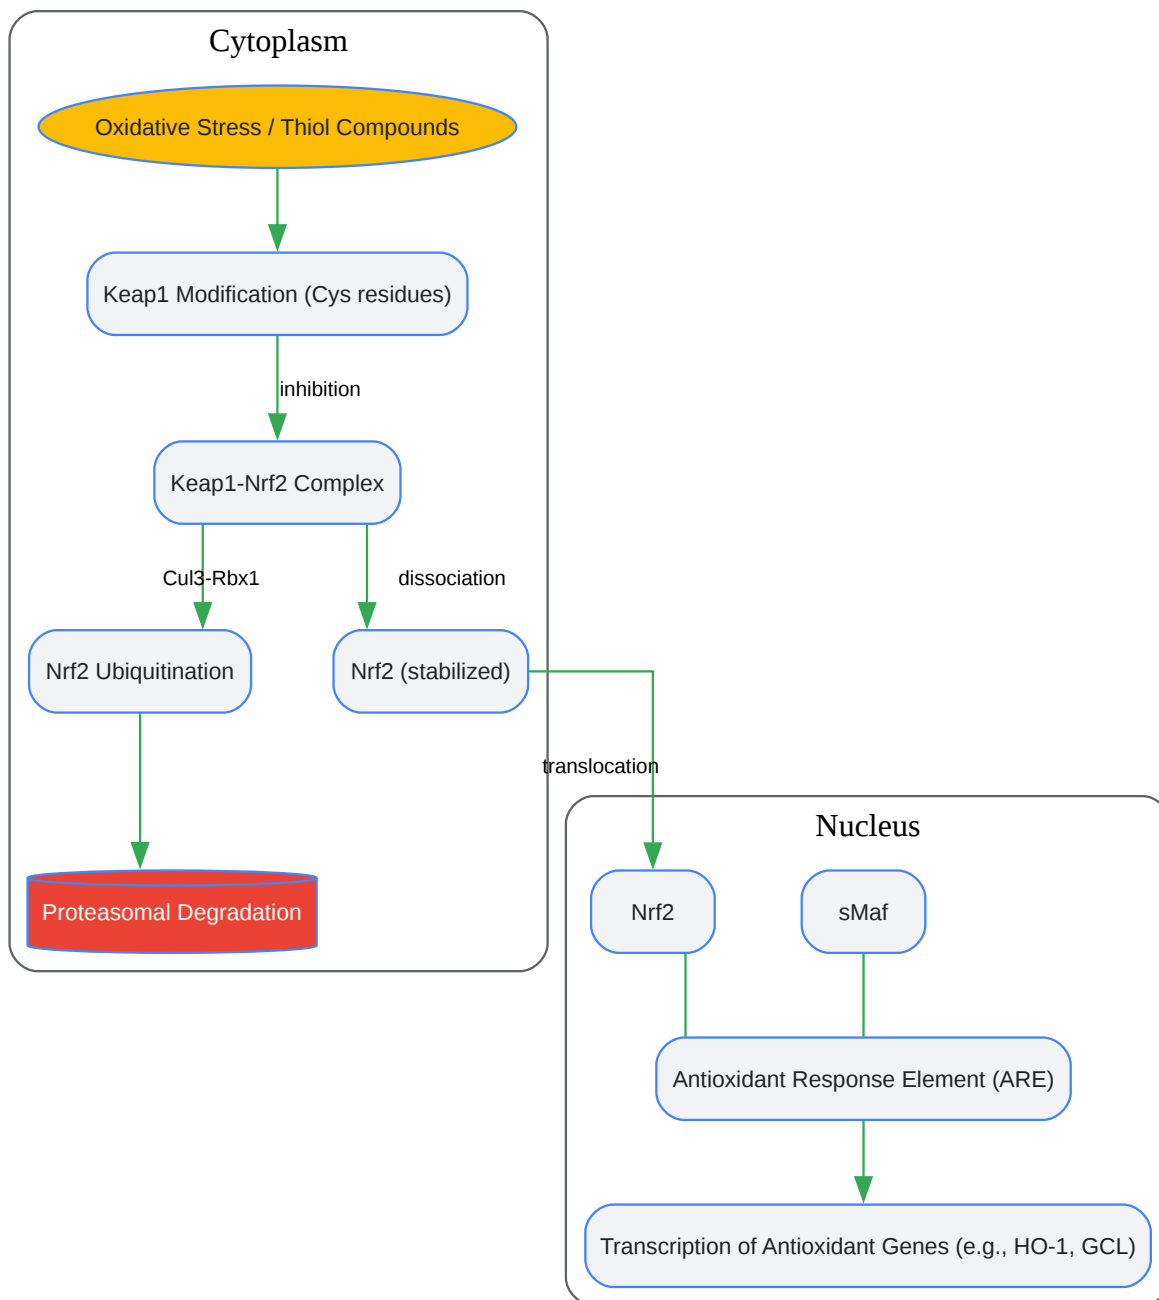 Cytoplasm
Oxidative Stress / Thiol Compounds
Keap1 Modification (Cys residues)
inhibition
Keap1-Nrf2 Complex
Cul3-Rbx1
dissociation
Nrf2 Ubiquitination
Nrf2 (stabilized)
translocation
Proteasomal Degradation
Nucleus
Nrf2
sMaf
Antioxidant Response Element (ARE)
Transcription of Antioxidant Genes (e.g., HO-1, GCL)